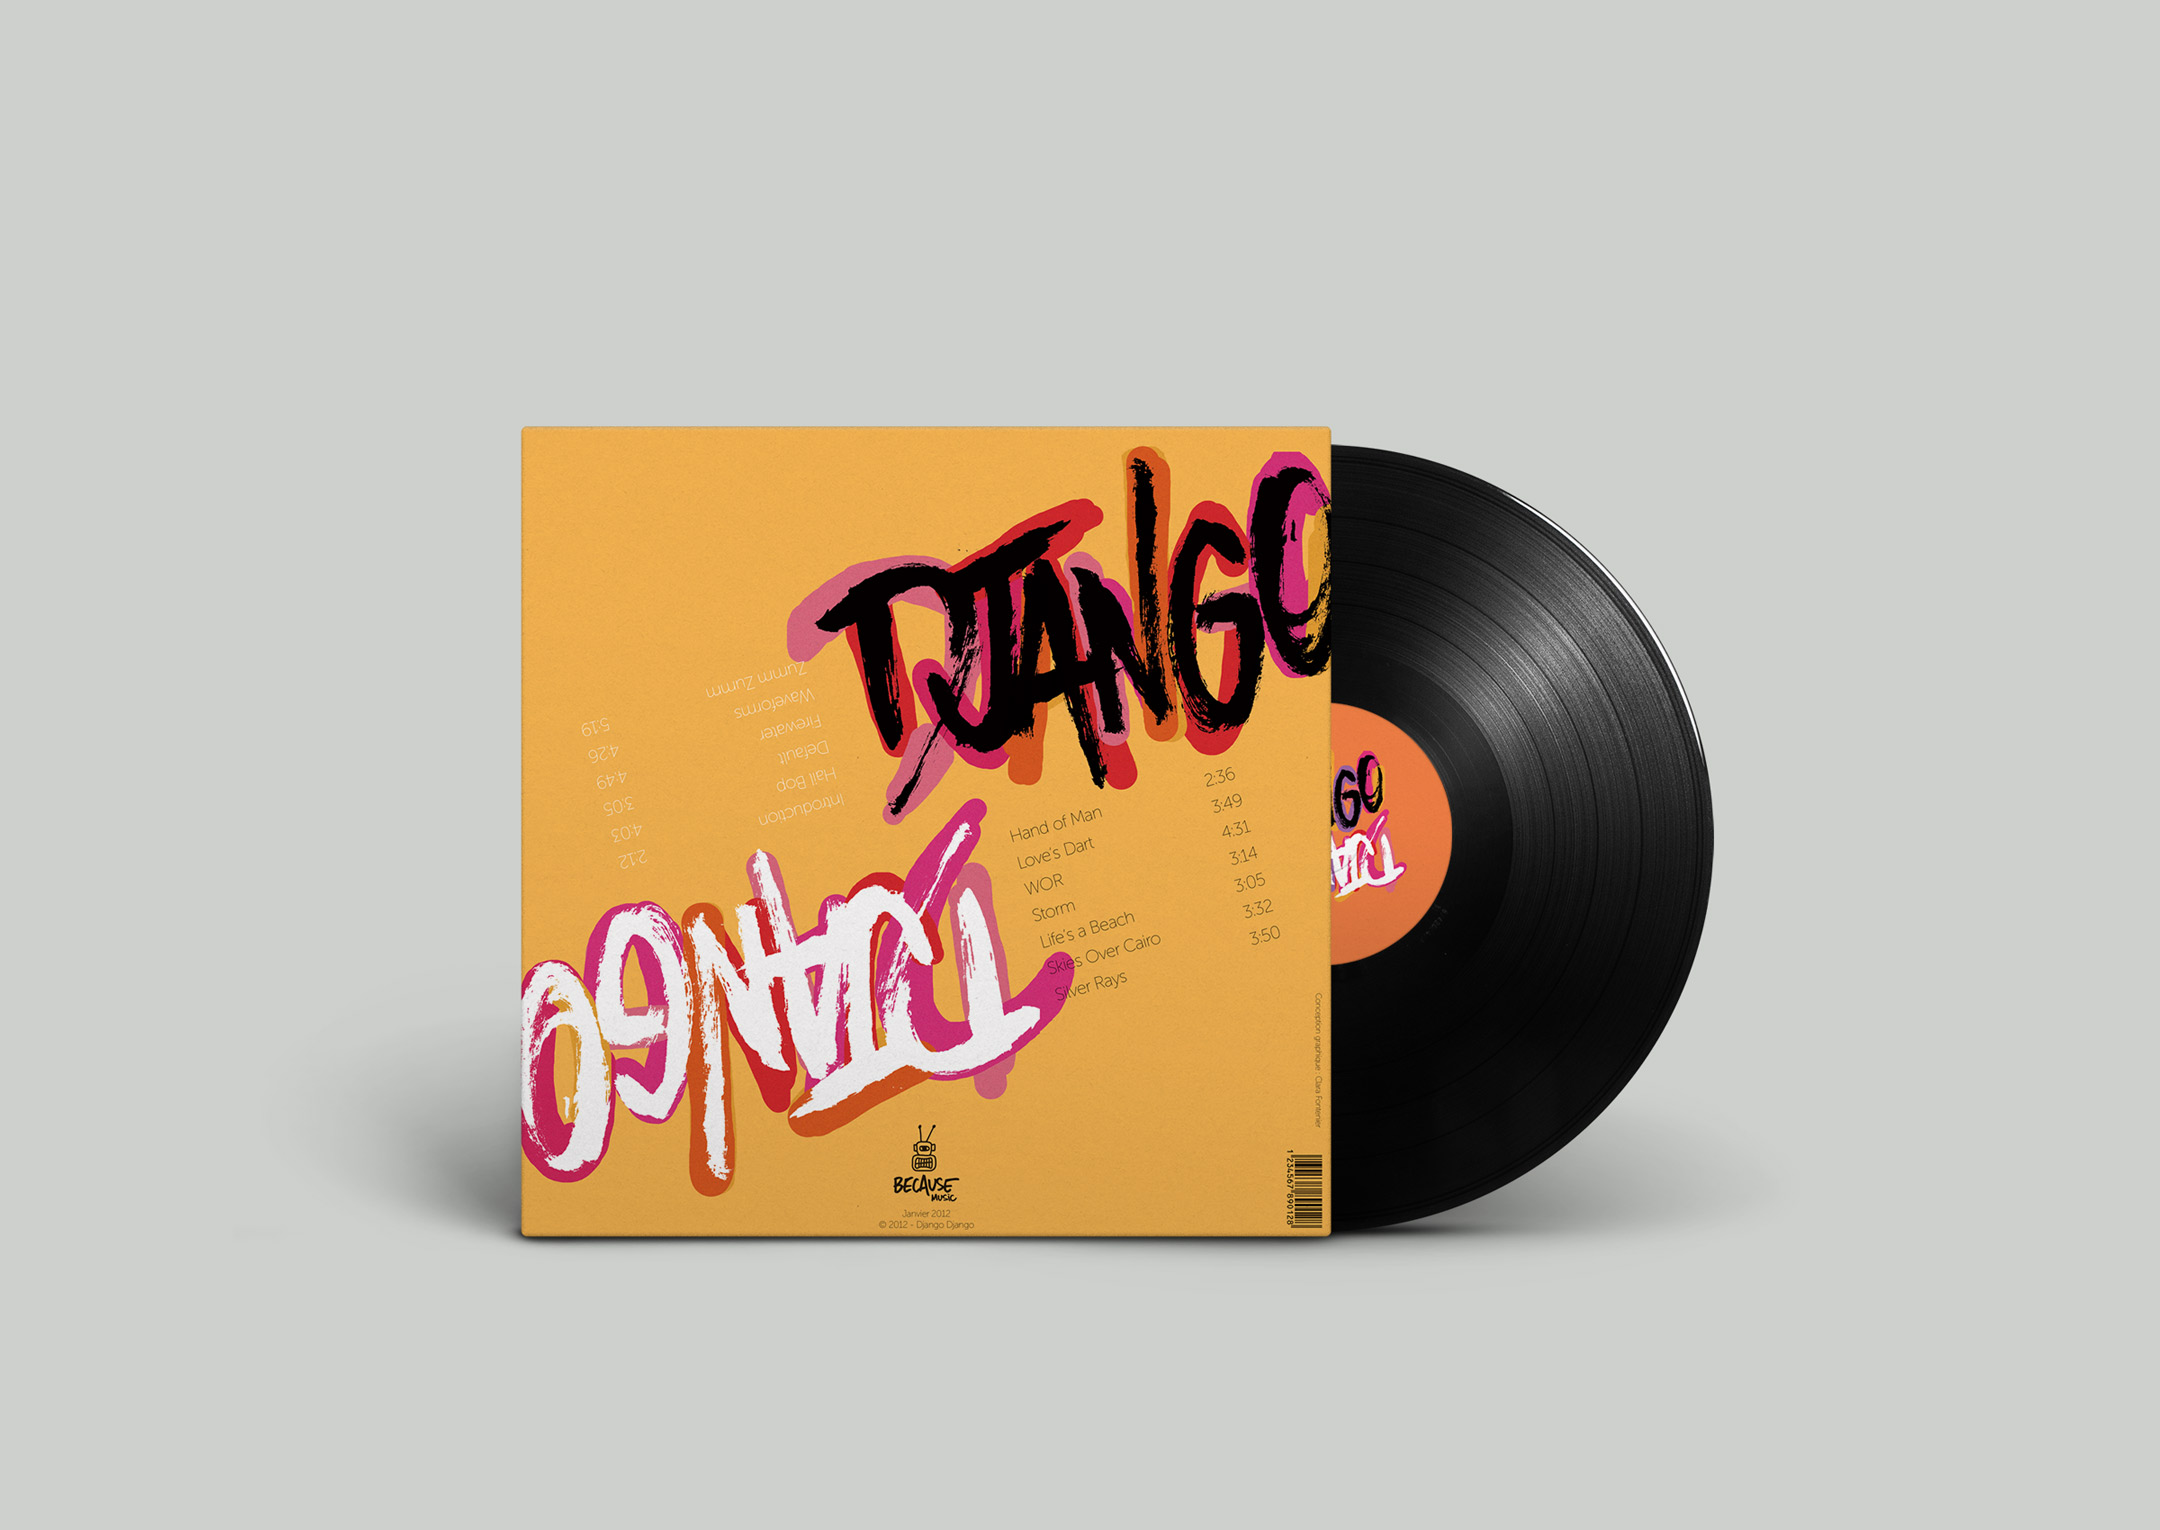 DJANGO
Hand of Man 2:36
Love's Dart 3:49
WOR 4:31
Storm 3:14
Life's a Beach 3:05
Skies Over Cairo 3:32
Silver Rays 3:50
DJANGO
Introduction 2:12
Hail Bop 4:03
Default 3:05
Firewater 4:49
Waveforms 4:26
Zumm Zumm 5:19
BECAUSE
MUSIC
Janvier 2012
© 2012 - Django Django
Conception graphique : Clara Fontenier
1 234567 890128
NGO
DJA